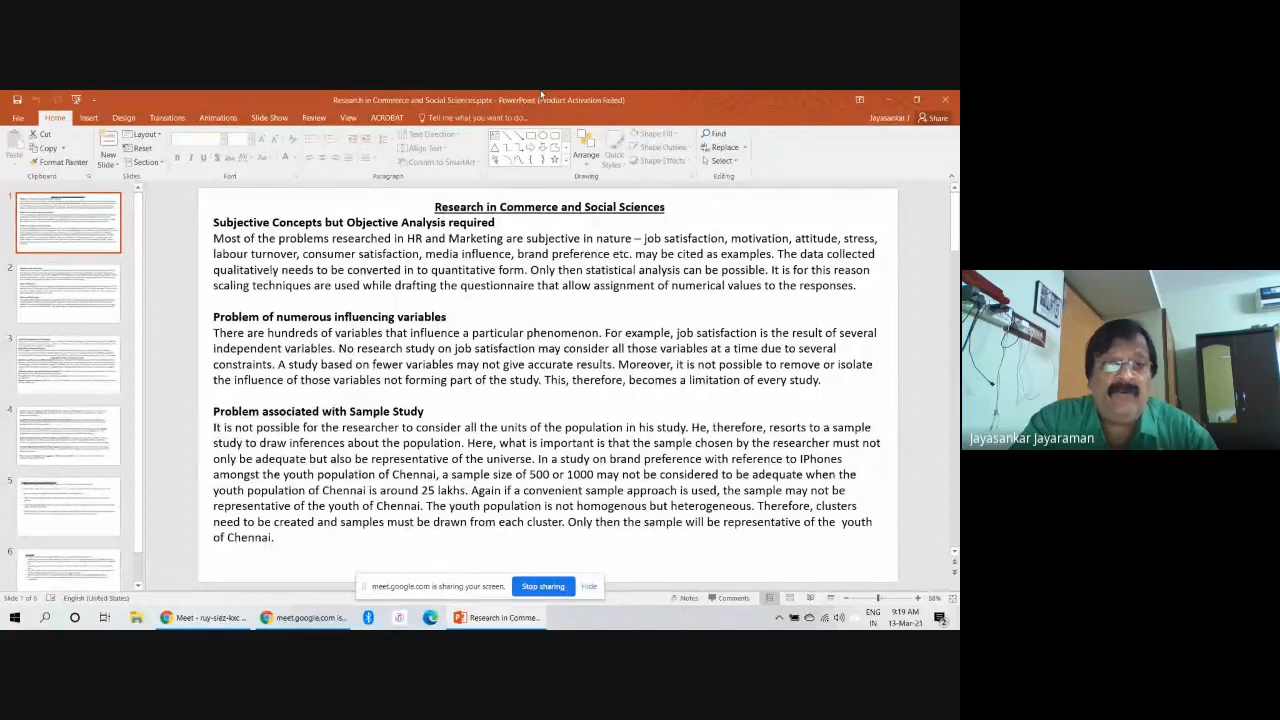 Research in Commerce and Social Sciences.pptx - PowerPoint (Product Activation Failed)
File Home Insert Design Transitions Animations Slide Show Review View ACROBAT Tell me what you want to do... Jayasankar J Share
Paste
Cut
Copy
Format Painter
Clipboard
New
Slide
Layout
Reset
Section
Slides
Font
Text Direction
Align Text
Convert to SmartArt
Paragraph
Arrange
Quick
Styles
Shape Fill
Shape Outline
Shape Effects
Drawing
Find
Replace
Select
Editing
1
2
3
4
5
6
Research in Commerce and Social Sciences
Subjective Concepts but Objective Analysis required
Most of the problems researched in HR and Marketing are subjective in nature – job satisfaction, motivation, attitude, stress,
labour turnover, consumer satisfaction, media influence, brand preference etc. may be cited as examples. The data collected
qualitatively needs to be converted in to quantitative form. Only then statistical analysis can be possible. It is for this reason
scaling techniques are used while drafting the questionnaire that allow assignment of numerical values to the responses.
Problem of numerous influencing variables
There are hundreds of variables that influence a particular phenomenon. For example, job satisfaction is the result of several
independent variables. No research study on job satisfaction may consider all those variables at a time due to several
constraints. A study based on fewer variables may not give accurate results. Moreover, it is not possible to remove or isolate
the influence of those variables not forming part of the study. This, therefore, becomes a limitation of every study.
Problem associated with Sample Study
It is not possible for the researcher to consider all the units of the population in his study. He, therefore, resorts to a sample
study to draw inferences about the population. Here, what is important is that the sample chosen by the researcher must not
only be adequate but also be representative of the universe. In a study on brand preference with reference to IPhones
amongst the youth population of Chennai, a sample size of 500 or 1000 may not be considered to be adequate when the
youth population of Chennai is around 25 lakhs. Again if a convenient sample approach is used, the sample may not be
representative of the youth of Chennai. The youth population is not homogenous but heterogeneous. Therefore, clusters
need to be created and samples must be drawn from each cluster. Only then the sample will be representative of the youth
of Chennai.
meet.google.com is sharing your screen. Stop sharing Hide
Slide 1 of 6 English (United States) Notes Comments 88%
Meet - ruy-siez-kxc ... meet.google.com is... Research in Comme... ENG
IN 9:19 AM
13-Mar-21 2
Jayasankar Jayaraman